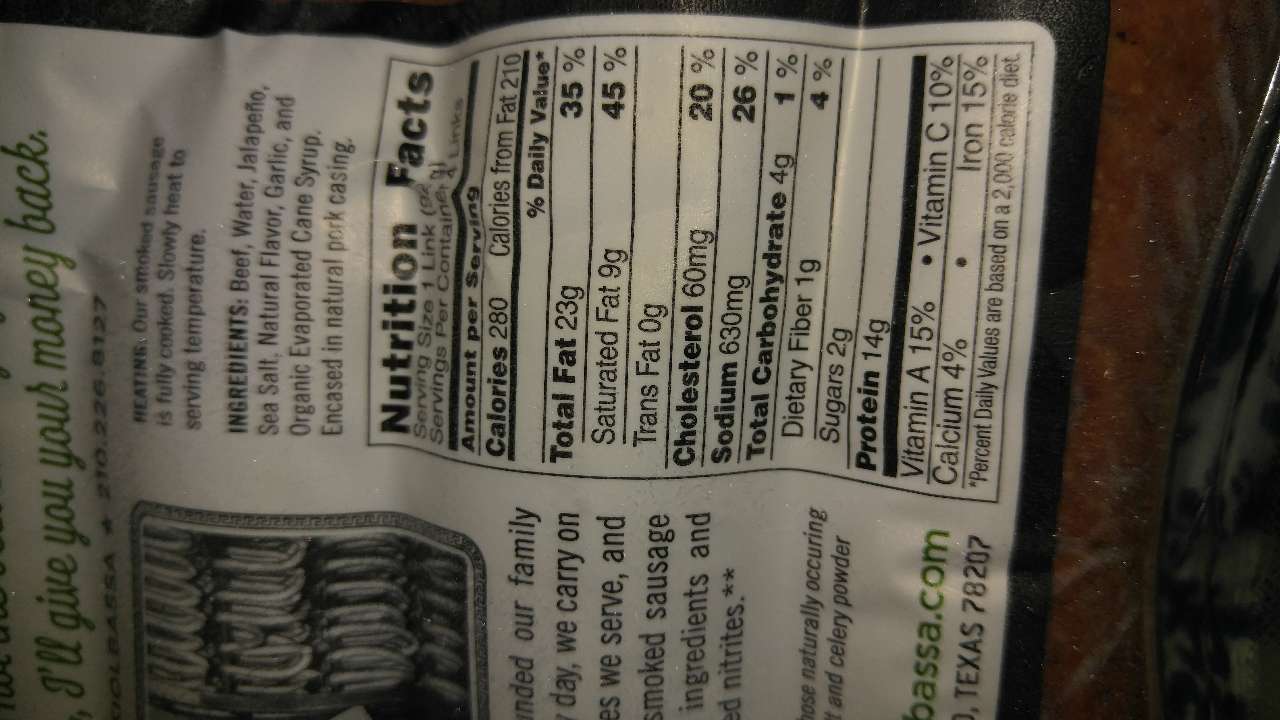 I'll give you your money back.
210.226.8127
HEATING: Our smoked sausage
is fully cooked. Slowly heat to
serving temperature.
INGREDIENTS: Beef, Water, Jalapeño,
Sea Salt, Natural Flavor, Garlic, and
Organic Evaporated Cane Syrup.
Encased in natural pork casing.
Nutrition Facts
Serving Size 1 Link
Servings Per Container 4 Links
Amount per Serving
Calories 280 Calories from Fat 210
% Daily Value*
Total Fat 23g 35 %
Saturated Fat 9g 45 %
Trans Fat 0g
Cholesterol 60mg 20 %
Sodium 630mg 26 %
Total Carbohydrate 4g 1 %
Dietary Fiber 1g 4 %
Sugars 2g
Protein 14g
Vitamin A 15% • Vitamin C 10%
Calcium 4% • Iron 15%
*Percent Daily Values are based on a 2,000 calorie diet.
our family
day, we carry on
we serve, and
smoked sausage
ingredients and
nitrites.**
naturally occuring
and celery powder
bassa.com
, TEXAS 78207